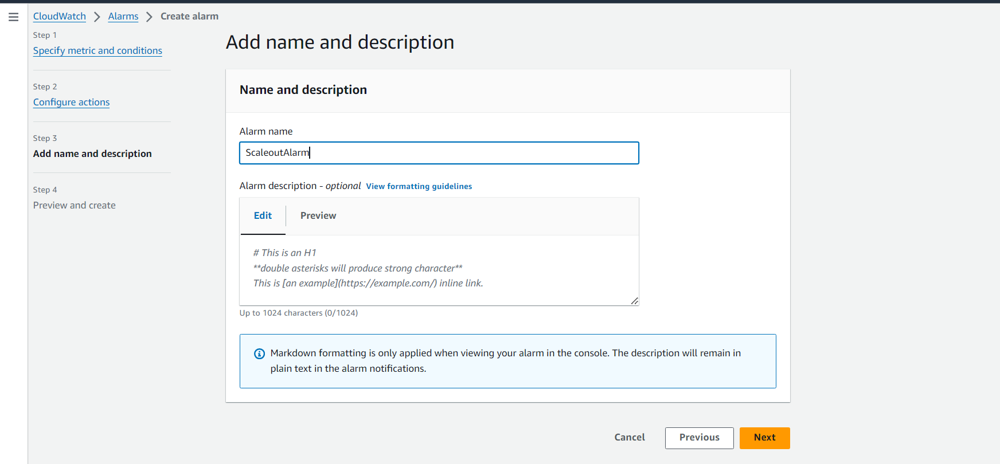 CloudWatch > Alarms > Create alarm
Step 1
Specify metric and conditions
Step 2
Configure actions
Step 3
Add name and description
Step 4
Preview and create
Add name and description
Name and description
Alarm name
ScaleoutAlarm
Alarm description - optional View formatting guidelines
Edit Preview
# This is an H1
**double asterisks will produce strong character**
This is [an example](https://example.com/) inline link.
Up to 1024 characters (0/1024)
Markdown formatting is only applied when viewing your alarm in the console. The description will remain in
plain text in the alarm notifications.
Cancel Previous Next